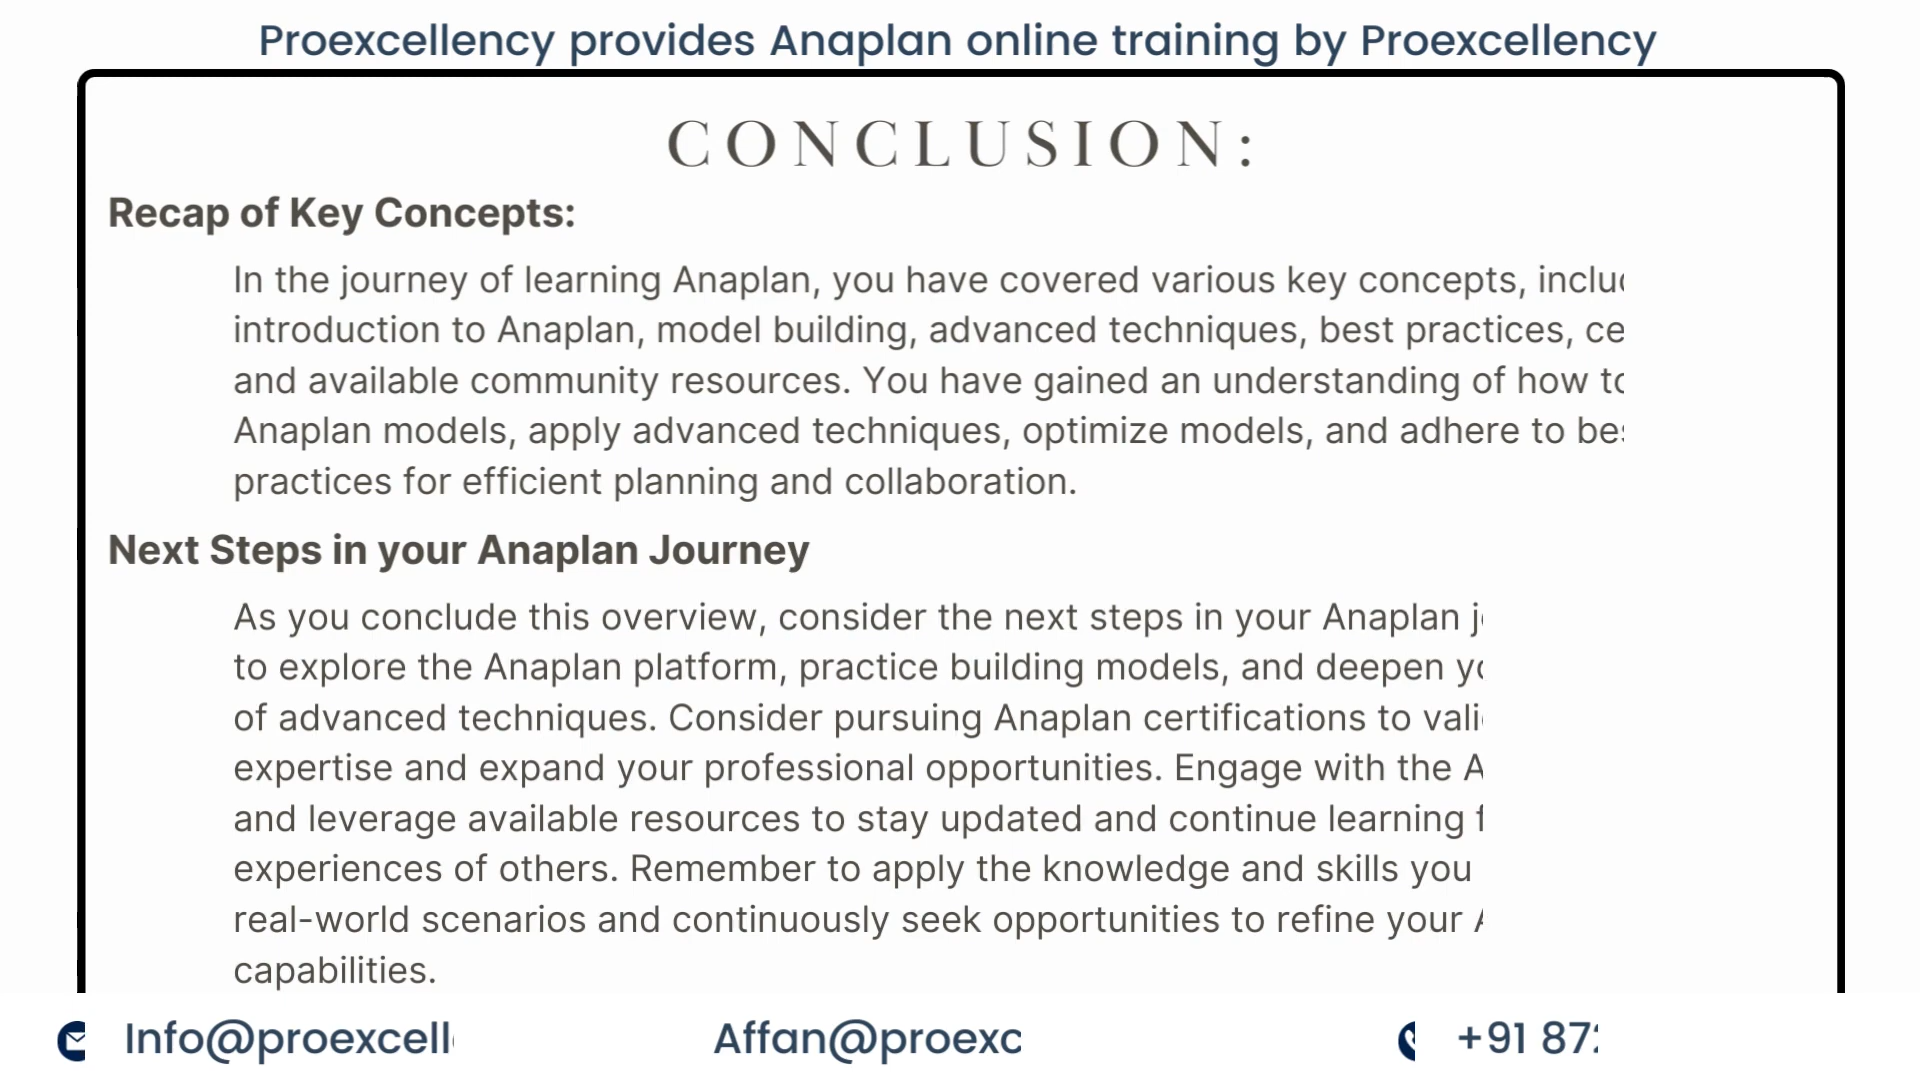 Proexcellency provides Anaplan online training by Proexcellency
CONCLUSION:
Recap of Key Concepts:
In the journey of learning Anaplan, you have covered various key concepts,
introduction to Anaplan, model building, advanced techniques, best practices,
and available community resources. You have gained an understanding of how
Anaplan models, apply advanced techniques, optimize models, and adhere to
practices for efficient planning and collaboration.
Next Steps in your Anaplan Journey
As you conclude this overview, consider the next steps in your Anaplan
to explore the Anaplan platform, practice building models, and deepen
of advanced techniques. Consider pursuing Anaplan certifications to
expertise and expand your professional opportunities. Engage with the
and leverage available resources to stay updated and continue learning
experiences of others. Remember to apply the knowledge and skills you
real-world scenarios and continuously seek opportunities to refine your
capabilities.
Info@proexcell
Affan@proexc
+91 87